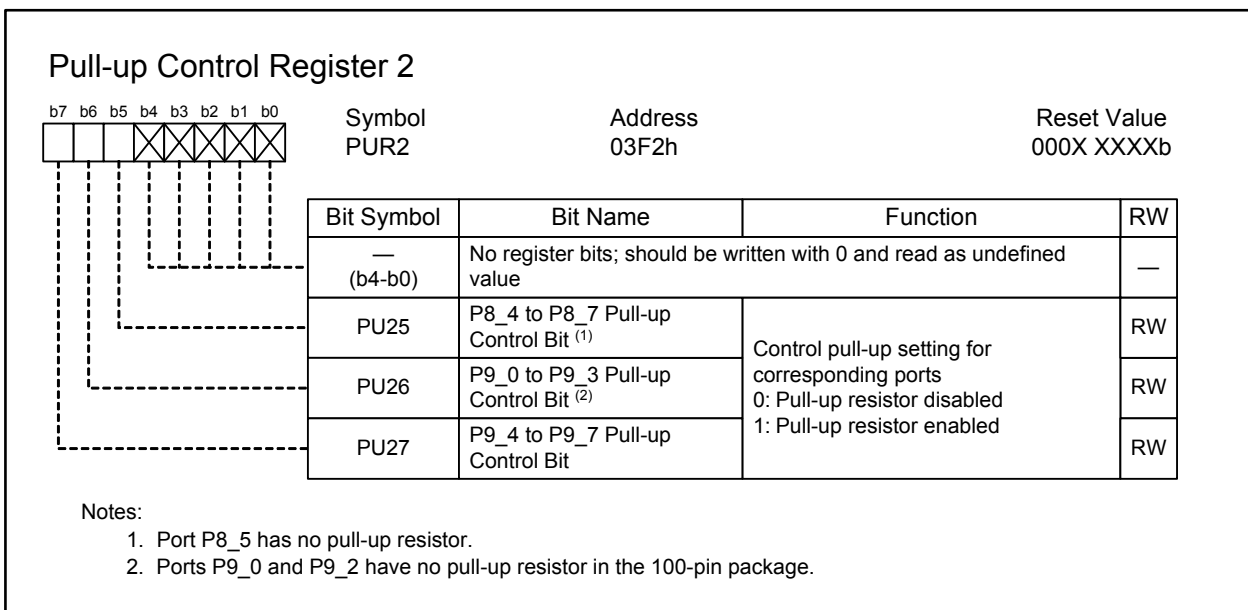 Pull-up Control Register 2
b7 b6 b5 b4 b3 b2 b1 b0
Symbol Address Reset Value
PUR2 03F2h 000X XXXXb
Bit Symbol Bit Name Function RW
— (b4-b0) No register bits; should be written with 0 and read as undefined value —
PU25 P8_4 to P8_7 Pull-up Control Bit (1) RW
Control pull-up setting for corresponding ports
0: Pull-up resistor disabled
1: Pull-up resistor enabled
PU26 P9_0 to P9_3 Pull-up Control Bit (2) RW
PU27 P9_4 to P9_7 Pull-up Control Bit RW
Notes:
1. Port P8_5 has no pull-up resistor.
2. Ports P9_0 and P9_2 have no pull-up resistor in the 100-pin package.